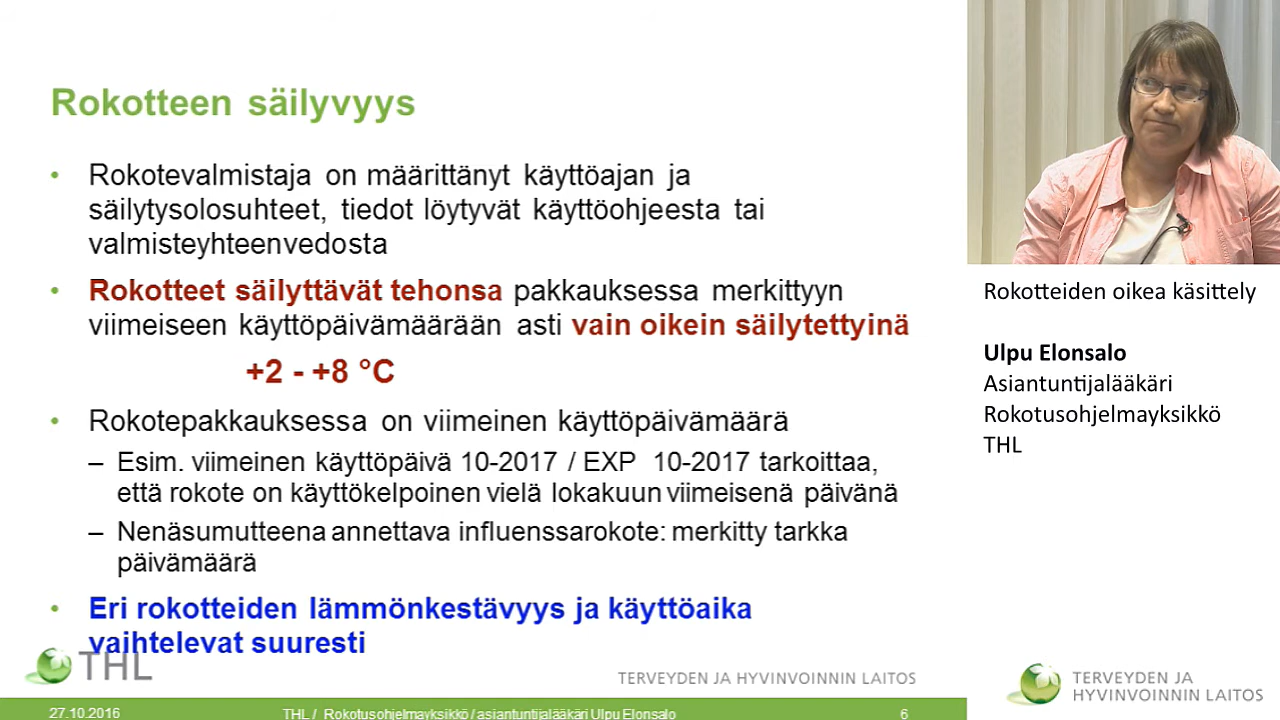 Rokotteen säilyvyys
• Rokotevalmistaja on määrittänyt käyttöajan ja
säilytysolosuhteet, tiedot löytyvät käyttöohjeesta tai
valmisteyhteenvedosta
• Rokotteet säilyttävät tehonsa pakkauksessa merkittyyn
viimeiseen käyttöpäivämäärään asti vain oikein säilytettyinä
+2 - +8 °C
• Rokotepakkauksessa on viimeinen käyttöpäivämäärä
– Esim. viimeinen käyttöpäivä 10-2017 / EXP 10-2017 tarkoittaa,
että rokote on käyttökelpoinen vielä lokakuun viimeisenä päivänä
– Nenäsumutteena annettava influenssarokote: merkitty tarkka
päivämäärä
• Eri rokotteiden lämmönkestävyys ja käyttöaika
vaihtelevat suuresti
THL
TERVEYDEN JA HYVINVOINNIN LAITOS
27.10.2016
THL / Rokotusohjelmayksikkö / asiantuntijalääkäri Ulpu Elonsalo
6
Rokotteiden oikea käsittely
Ulpu Elonsalo
Asiantuntijalääkäri
Rokotusohjelmayksikkö
THL
TERVEYDEN JA
HYVINVOINNIN LAITOS